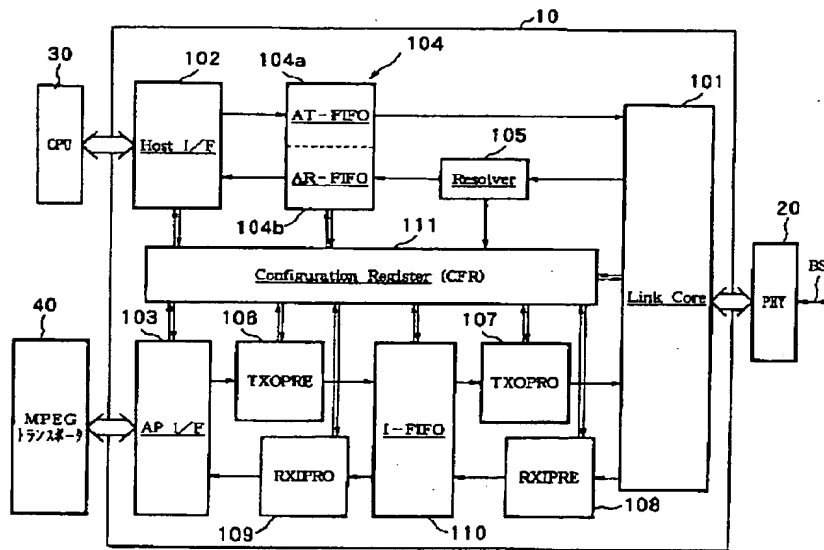 10
102
104a
104
101
30
CPU
Host I/F
AT-FIFO
AR-FIFO
105
Resolver
104b
111
20
Configuration Register (CFR)
Link Core
PHY
BS
40
103
106
107
MPEG
トランスポータ
AP I/F
TXOPRE
I-FIFO
TXOPRO
RXIPRO
RXIPRE
109
110
108